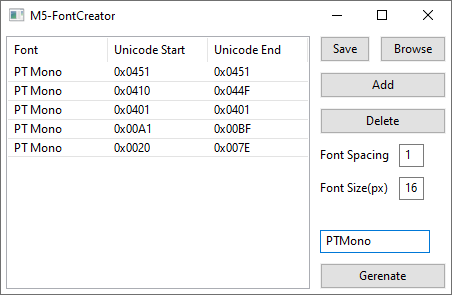 M5-FontCreator
Font Unicode Start Unicode End
PT Mono 0x0451 0x0451
PT Mono 0x0410 0x044F
PT Mono 0x0401 0x0401
PT Mono 0x00A1 0x00BF
PT Mono 0x0020 0x007E
Save Browse
Add
Delete
Font Spacing 1
Font Size(px) 16
PTMono
Gerenate